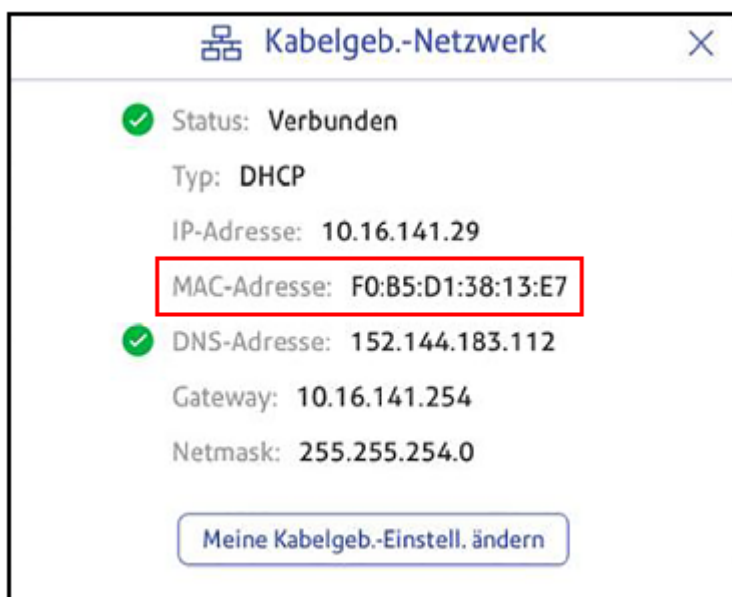 Kabelgeb.-Netzwerk
Status: Verbunden
Typ: DHCP
IP-Adresse: 10.16.141.29
MAC-Adresse: F0:B5:D1:38:13:E7
DNS-Adresse: 152.144.183.112
Gateway: 10.16.141.254
Netmask: 255.255.254.0
Meine Kabelgeb.-Einstell. ändern